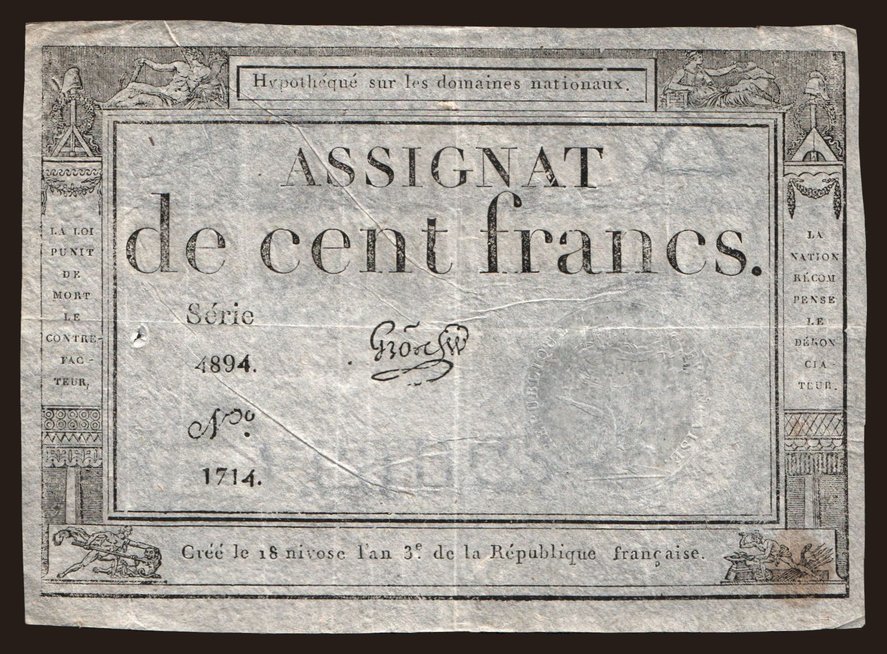 Hypothéqué sur les domaines nationaux.
ASSIGNAT
de cent francs.
LA LOI
PUNIT
DE
MORT
LE
CONTRE-
FAC-
TEUR.
Série
4894.
N.ro
1714.
LA
NATION
RÉCOM
PENSE
LE
DÉNON
CIA-
TEUR.
Créé le 18 nivose l'an 3e. de la République française.